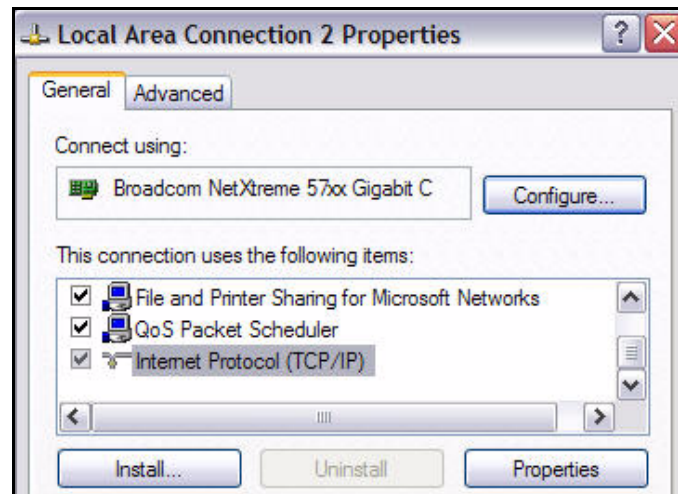 Local Area Connection 2 Properties
General
Advanced
Connect using:
Broadcom NetXtreme 57xx Gigabit C
Configure...
This connection uses the following items:
File and Printer Sharing for Microsoft Networks
QoS Packet Scheduler
Internet Protocol (TCP/IP)
Install...
Uninstall
Properties